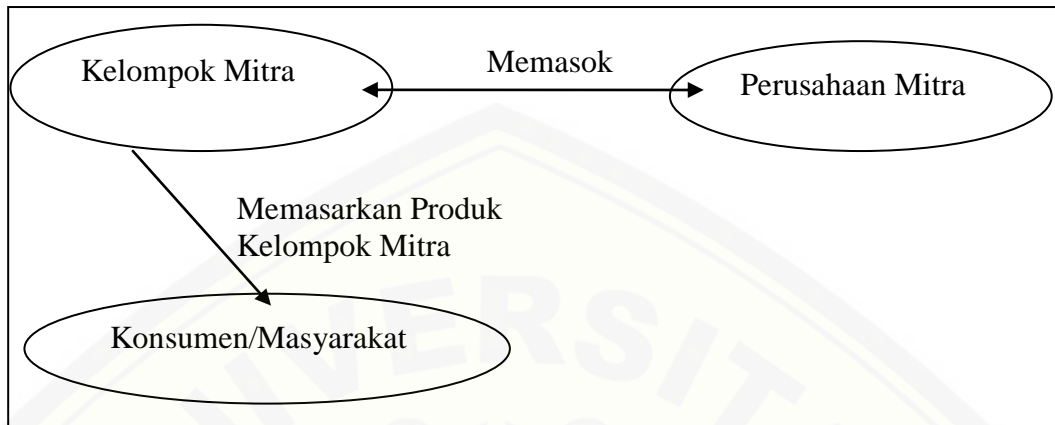 Kelompok Mitra
Memasok
Perusahaan Mitra
Memasarkan Produk
Kelompok Mitra
Konsumen/Masyarakat